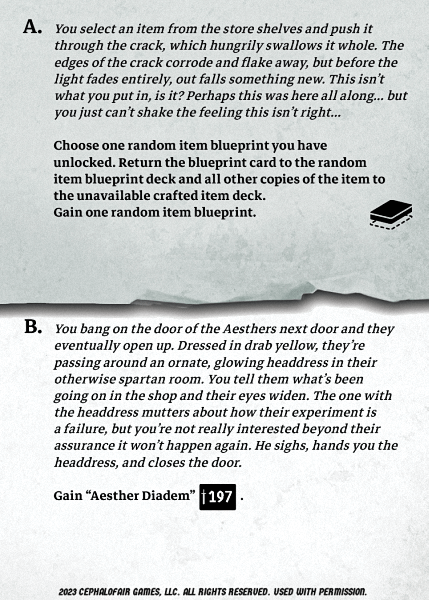 A. You select an item from the store shelves and push it
through the crack, which hungrily swallows it whole. The
edges of the crack corrode and flake away, but before the
light fades entirely, out falls something new. This isn't
what you put in, is it? Perhaps this was here all along... but
you just can't shake the feeling this isn't right...
Choose one random item blueprint you have
unlocked. Return the blueprint card to the random
item blueprint deck and all other copies of the item to
the unavailable crafted item deck.
Gain one random item blueprint.
B. You bang on the door of the Aesthers next door and they
eventually open up. Dressed in drab yellow, they're
passing around an ornate, glowing headdress in their
otherwise spartan room. You tell them what's been
going on in the shop and their eyes widen. The one with
the headdress mutters about how their experiment is
a failure, but you're not really interested beyond their
assurance it won't happen again. He sighs, hands you the
headdress, and closes the door.
Gain “Aesther Diadem” 197 .
2023 CEPHALOFAIR GAMES, LLC. ALL RIGHTS RESERVED. USED WITH PERMISSION.